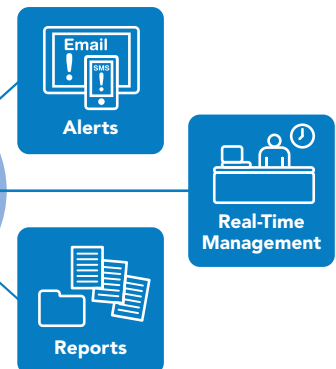 Email
!
SMS
!
Alerts
Real-Time
Management
Reports